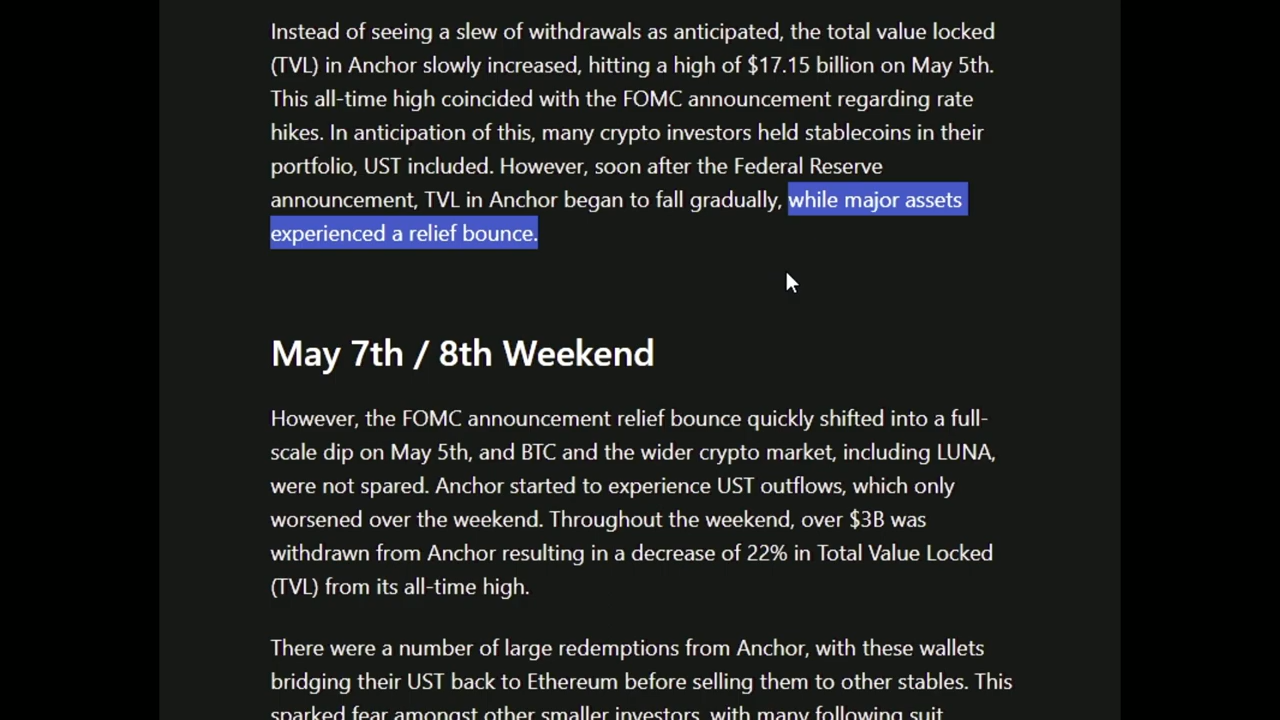 Instead of seeing a slew of withdrawals as anticipated, the total value locked
(TVL) in Anchor slowly increased, hitting a high of $17.15 billion on May 5th.
This all-time high coincided with the FOMC announcement regarding rate
hikes. In anticipation of this, many crypto investors held stablecoins in their
portfolio, UST included. However, soon after the Federal Reserve
announcement, TVL in Anchor began to fall gradually, while major assets
experienced a relief bounce.
May 7th / 8th Weekend
However, the FOMC announcement relief bounce quickly shifted into a full-
scale dip on May 5th, and BTC and the wider crypto market, including LUNA,
were not spared. Anchor started to experience UST outflows, which only
worsened over the weekend. Throughout the weekend, over $3B was
withdrawn from Anchor resulting in a decrease of 22% in Total Value Locked
(TVL) from its all-time high.
There were a number of large redemptions from Anchor, with these wallets
bridging their UST back to Ethereum before selling them to other stables. This
sparked fear amongst other smaller investors, with many following suit